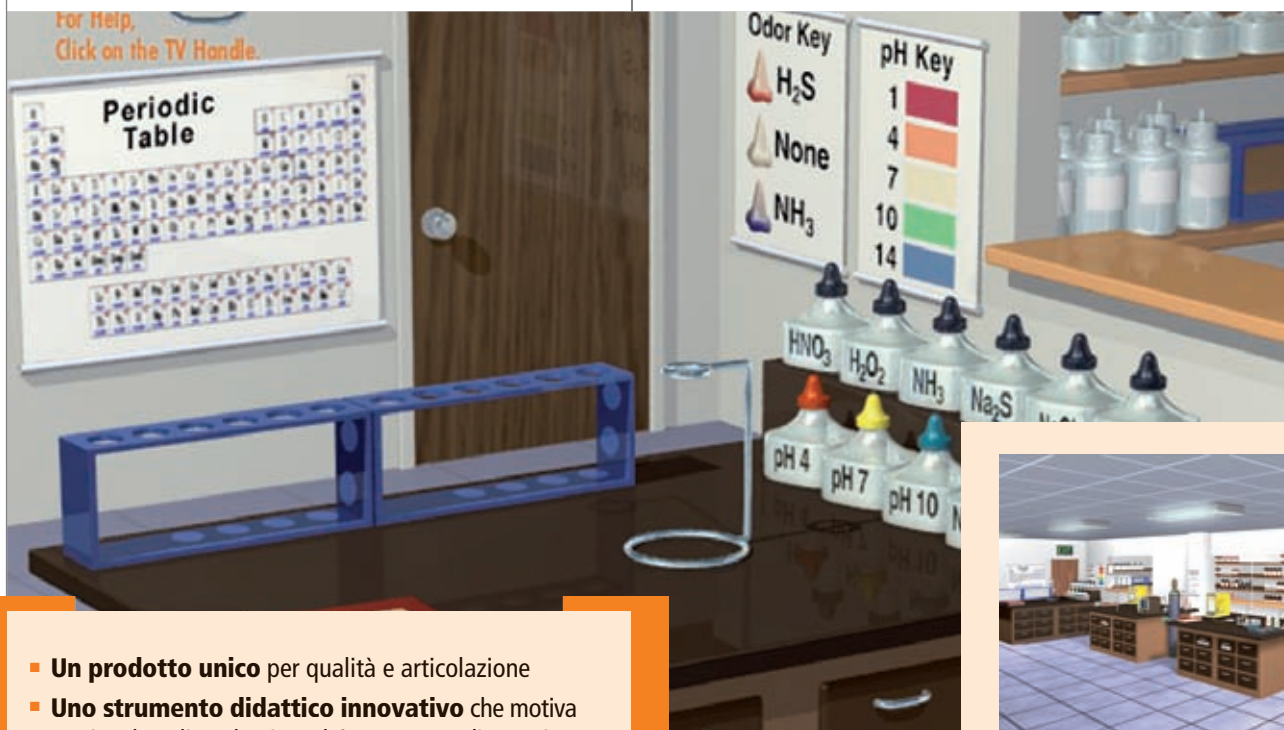 For Help,
Click on the TV Handle.
Periodic
Table
Odor Key
H₂S
None
NH₃
pH Key
1
4
7
10
14
HNO₃
H₂O₂
NH₃
Na₂S
pH 4
pH 7
pH 10
▪ Un prodotto unico per qualità e articolazione
▪ Uno strumento didattico innovativo che motiva